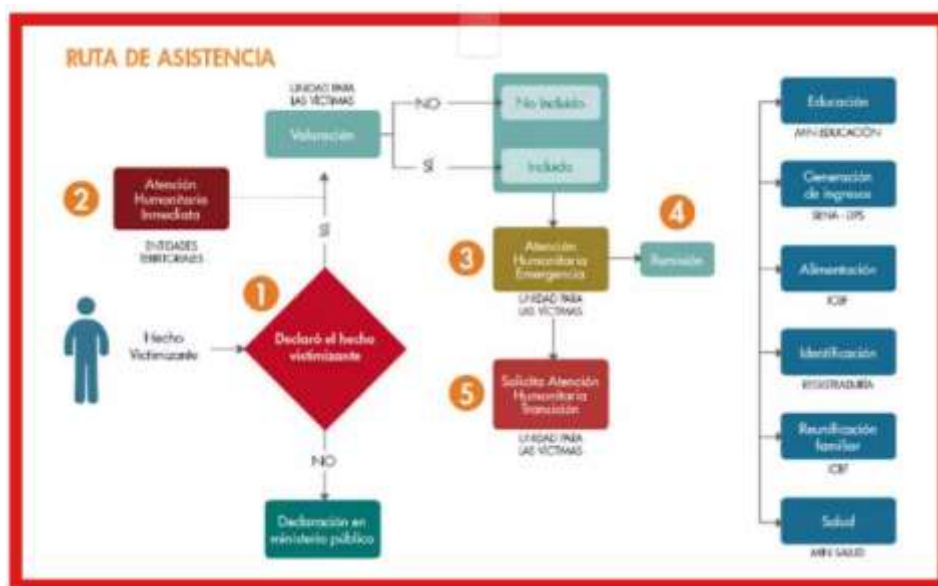 RUTA DE ASISTENCIA
UNIDAD PARA
LAS VÍCTIMAS
Valoración
NO
No Incluido
SÍ
Incluido
2
Atención
Humanitaria
Inmediata
ENTIDADES
TERRITORIALES
SÍ
1
Hecho
Victimizante
Declaró el hecho
victimizante
NO
Declaración en
ministerio público
3
Atención
Humanitaria
Emergencia
UNIDAD PARA
LAS VÍCTIMAS
4
Remisión
5
Solicita Atención
Humanitaria
Transición
UNIDAD PARA
LAS VÍCTIMAS
Educación
MIN EDUCACIÓN
Generación
de ingresos
SENA - DPS
Alimentación
ICBF
Identificación
REGISTRADURÍA
Reunificación
familiar
ICBF
Salud
MIN SALUD